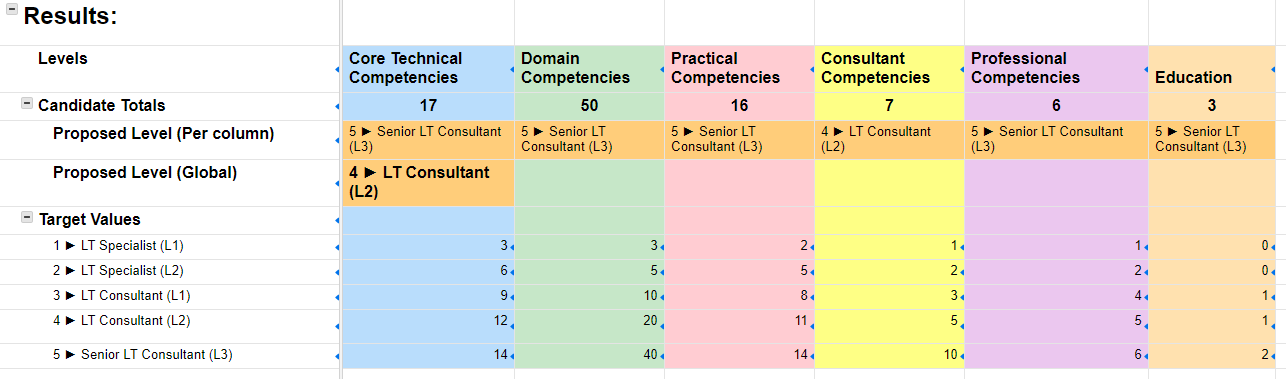 Results:
Levels Core Technical Competencies Domain Competencies Practical Competencies Consultant Competencies Professional Competencies Education
Candidate Totals 17 50 16 7 6 3
Proposed Level (Per column) 5 ► Senior LT Consultant (L3) 5 ► Senior LT Consultant (L3) 5 ► Senior LT Consultant (L3) 4 ► LT Consultant (L2) 5 ► Senior LT Consultant (L3) 5 ► Senior LT Consultant (L3)
Proposed Level (Global) 4 ► LT Consultant (L2)
Target Values
1 ► LT Specialist (L1) 3 3 2 1 1 0
2 ► LT Specialist (L2) 6 5 5 2 2 0
3 ► LT Consultant (L1) 9 10 8 3 4 1
4 ► LT Consultant (L2) 12 20 11 5 5 1
5 ► Senior LT Consultant (L3) 14 40 14 10 6 2